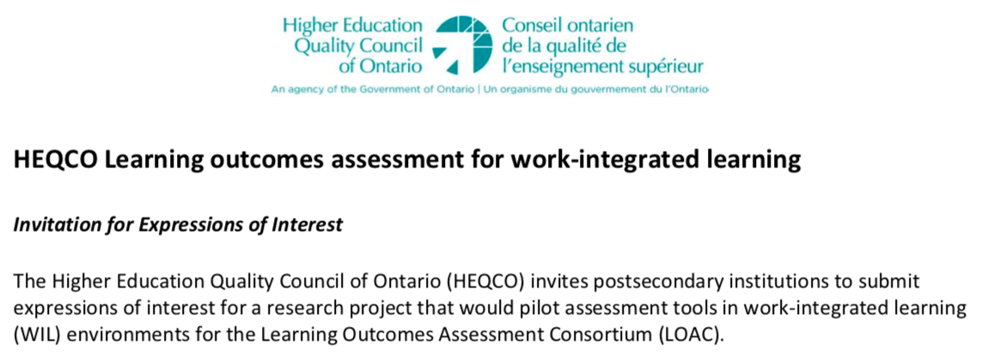 Higher Education
Quality Council
of Ontario
Conseil ontarien
de la qualité de
l'enseignement supérieur
An agency of the Government of Ontario | Un organisme du gouvermement du l'Ontario
HEQCO Learning outcomes assessment for work-integrated learning
Invitation for Expressions of Interest
The Higher Education Quality Council of Ontario (HEQCO) invites postsecondary institutions to submit
expressions of interest for a research project that would pilot assessment tools in work-integrated learning
(WIL) environments for the Learning Outcomes Assessment Consortium (LOAC).